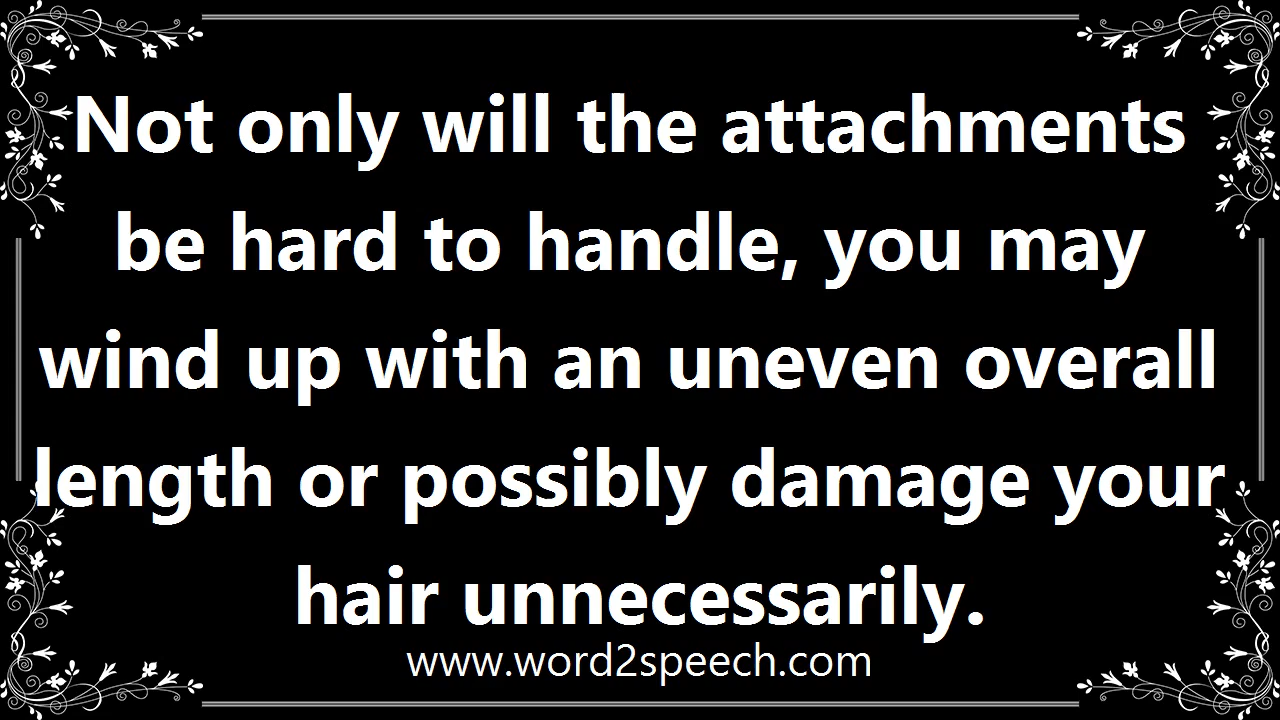 Not only will the attachments
be hard to handle, you may
wind up with an uneven overall
length or possibly damage your
hair unnecessarily.
www.word2speech.com